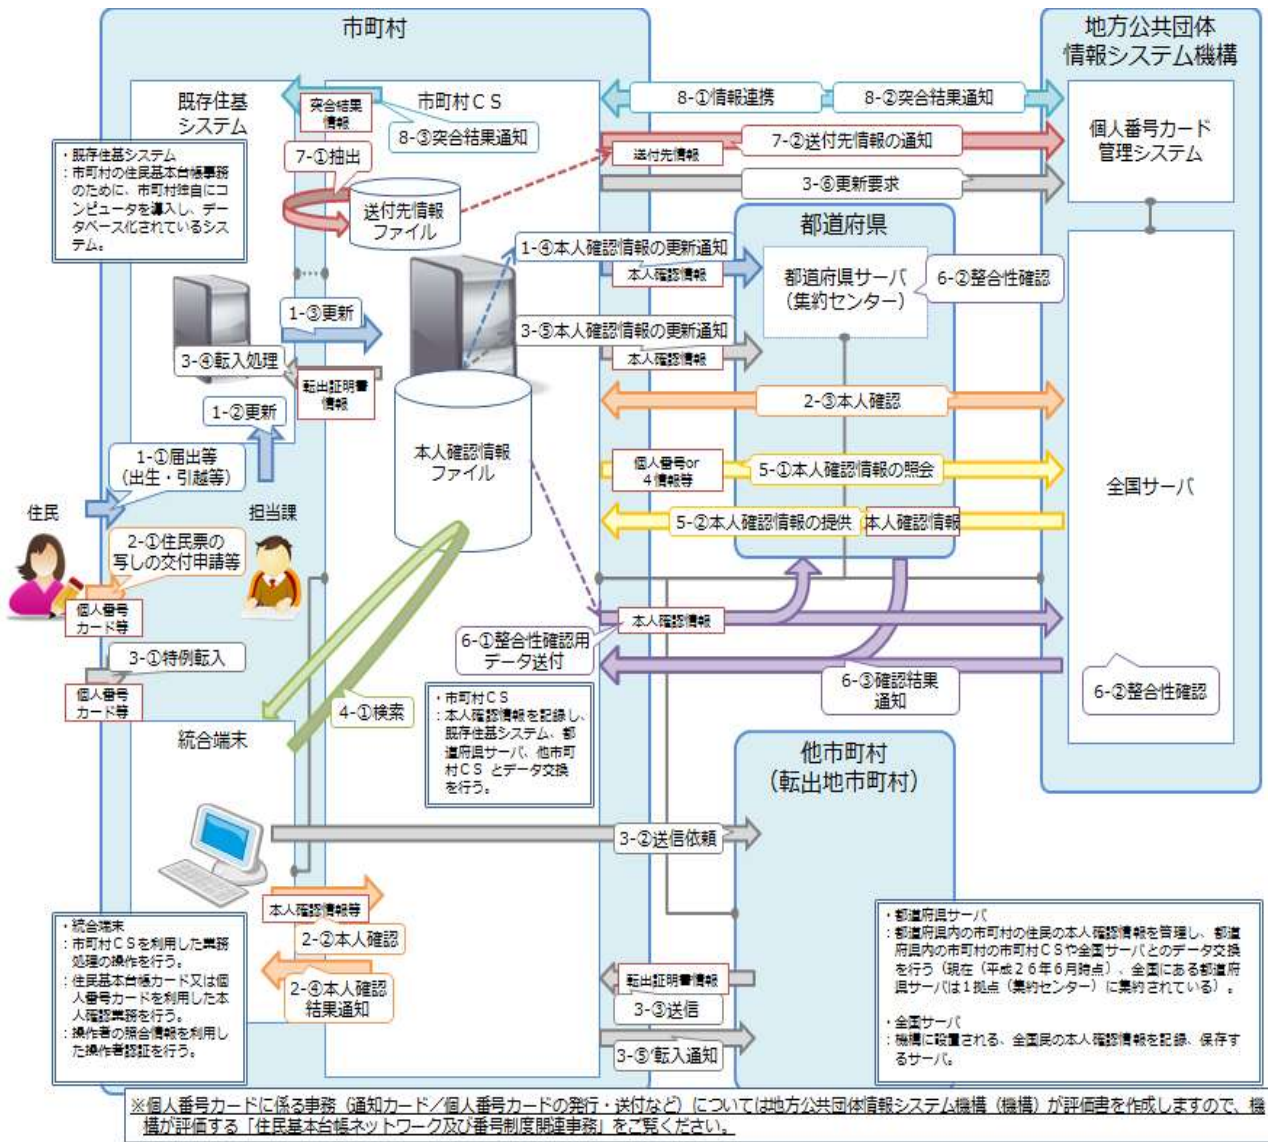 市町村
地方公共団体
情報システム機構
既存住基
システム
市町村ＣＳ
突合結果
情報
8-③突合結果通知
8-①情報連携
8-②突合結果通知
個人番号カード
管理システム
7-①抽出
送付先情報
ファイル
送付先情報
7-②送付先情報の通知
3-⑥更新要求
・既存住基システム
：市町村の住民基本台帳事務
のために、市町村独自にコ
ンピュータを導入し、デー
タベース化されているシス
テム。
都道府県
1-④本人確認情報の更新通知
本人確認情報
都道府県サーバ
（集約センター）
6-②整合性確認
1-③更新
3-⑤本人確認情報の更新通知
本人確認情報
3-④転入処理
転出証明書
情報
1-②更新
2-③本人確認
1-①届出等
（出生・引越等）
本人確認情報
ファイル
個人番号or
４情報等
5-①本人確認情報の照会
全国サーバ
住民
担当課
5-②本人確認情報の提供
本人確認情報
2-①住民票の
写しの交付申請等
個人番号
カード等
本人確認情報
6-①整合性確認用
データ送付
3-①特例転入
個人番号
カード等
6-③確認結果
通知
6-②整合性確認
4-①検索
・市町村ＣＳ
：本人確認情報を記録し、
既存住基システム、都
道府県サーバ、他市町
村ＣＳ とデータ交換
を行う。
統合端末
他市町村
（転出地市町村）
3-②送信依頼
本人確認情報等
2-②本人確認
2-④本人確認
結果通知
・統合端末
：市町村ＣＳを利用した業務
処理の操作を行う。
：住民基本台帳カード又は個
人番号カードを利用した本
人確認業務を行う。
：操作者の照合情報を利用し
た操作者認証を行う。
転出証明書情報
3-③送信
3-⑤’転入通知
・都道府県サーバ
：都道府県内の市町村の住民の本人確認情報を管理し、都道
府県内の市町村の市町村ＣＳや全国サーバとのデータ交換
を行う（現在（平成２６年６月時点）、全国にある都道府
県サーバは１拠点（集約センター）に集約されている）。
・全国サーバ
：機構に設置される、全国民の本人確認情報を記録、保存す
るサーバ。
※個人番号カードに係る事務（通知カード／個人番号カードの発行・送付など）については地方公共団体情報システム機構（機構）が評価書を作成しますので、機
構が評価する「住民基本台帳ネットワーク及び番号制度関連事務」をご覧ください。